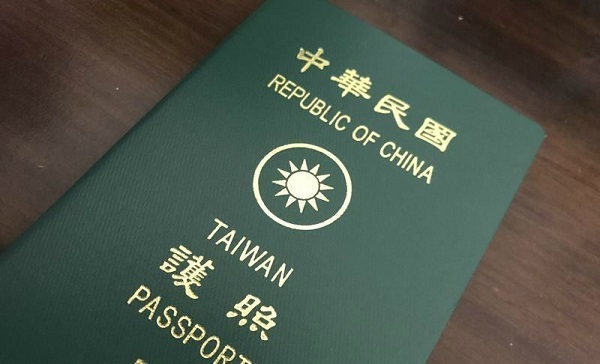 中華民國
REPUBLIC OF CHINA
TAIWAN
護照
PASSPORT